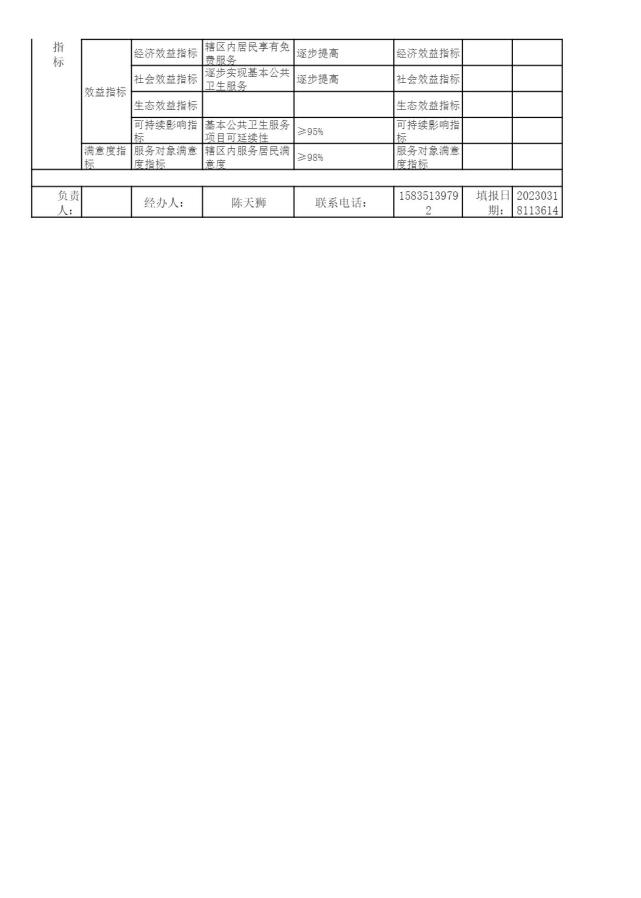 指
标
效益指标
经济效益指标
辖区内居民享有免
费服务
逐步提高
经济效益指标
社会效益指标
逐步实现基本公共
卫生服务
逐步提高
社会效益指标
生态效益指标
生态效益指标
可持续影响指
标
基本公共卫生服务
项目可延续性
≥95%
可持续影响指
标
满意度指
标
服务对象满意
度指标
辖区内服务居民满
意度
≥98%
服务对象满意
度指标
负责
人：
经办人：
陈天狮
联系电话：
1583513979
2
填报日
期：
2023031
8113614